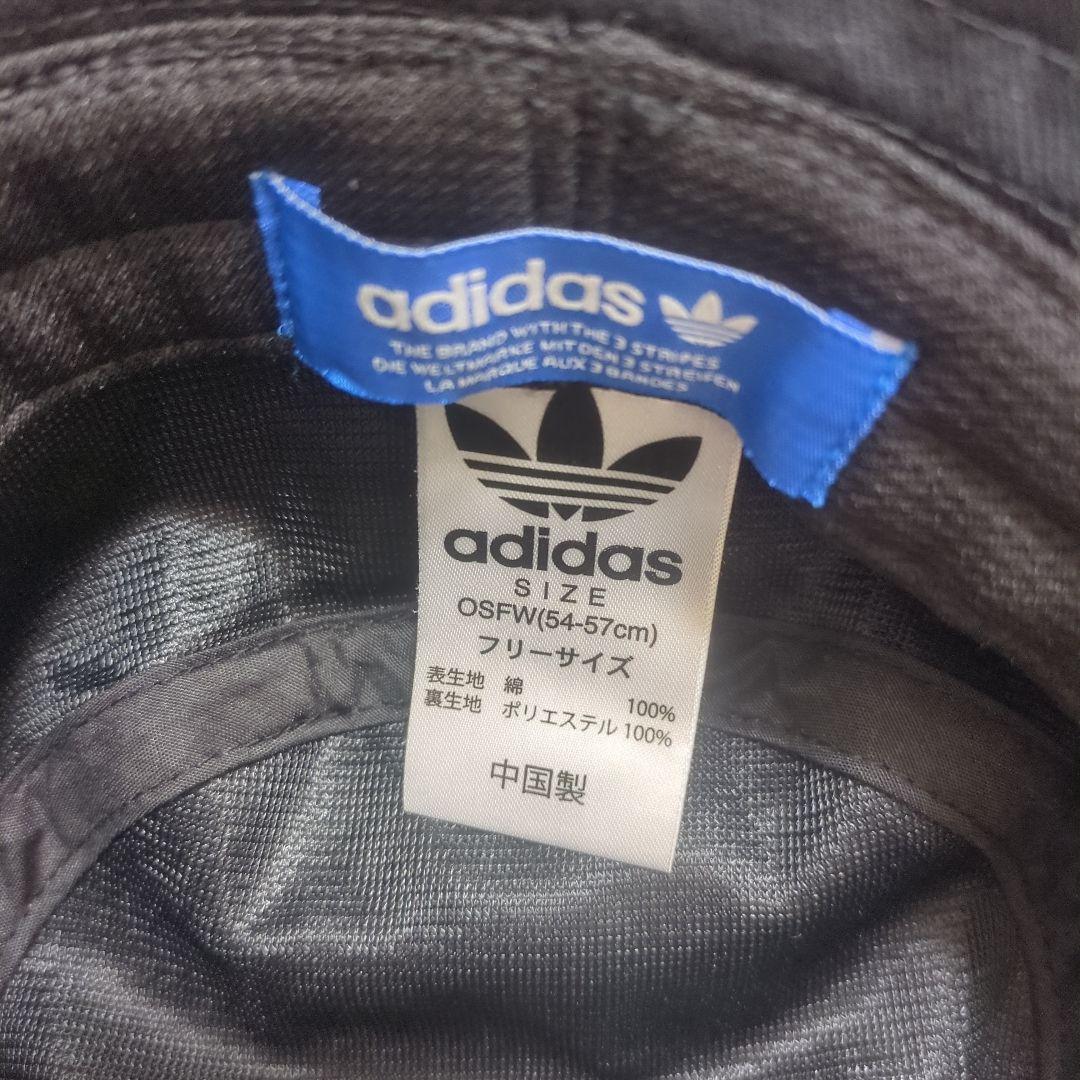 adidas
THE BRAND WITH THE 3 STRIPES
DIE WELTMARKE MIT DEN 3 STREIFEN
LA MARQUE AUX 3 BANDES
adidas
SIZE
OSFW(54-57cm)
フリーサイズ
表生地 綿 100%
裏生地 ポリエステル 100%
中国製